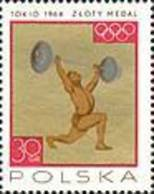 TOKIO 1964 ZŁOTY MEDAL
30 GR
POLSKA